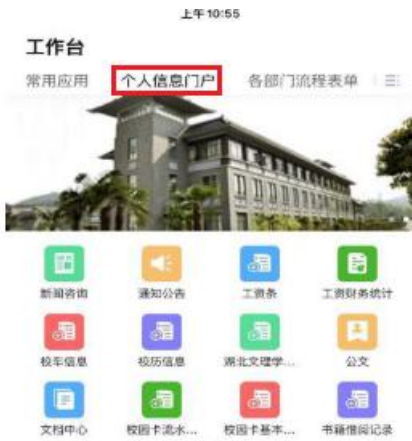 上午10:55
工作台
常用应用 个人信息门户 各部门流程表单
新闻咨询 通知公告 工资条 工资财务统计
校车信息 校历信息 湖北文理学... 公文
文档中心 校园卡流水... 校园卡基本... 书籍借阅记录